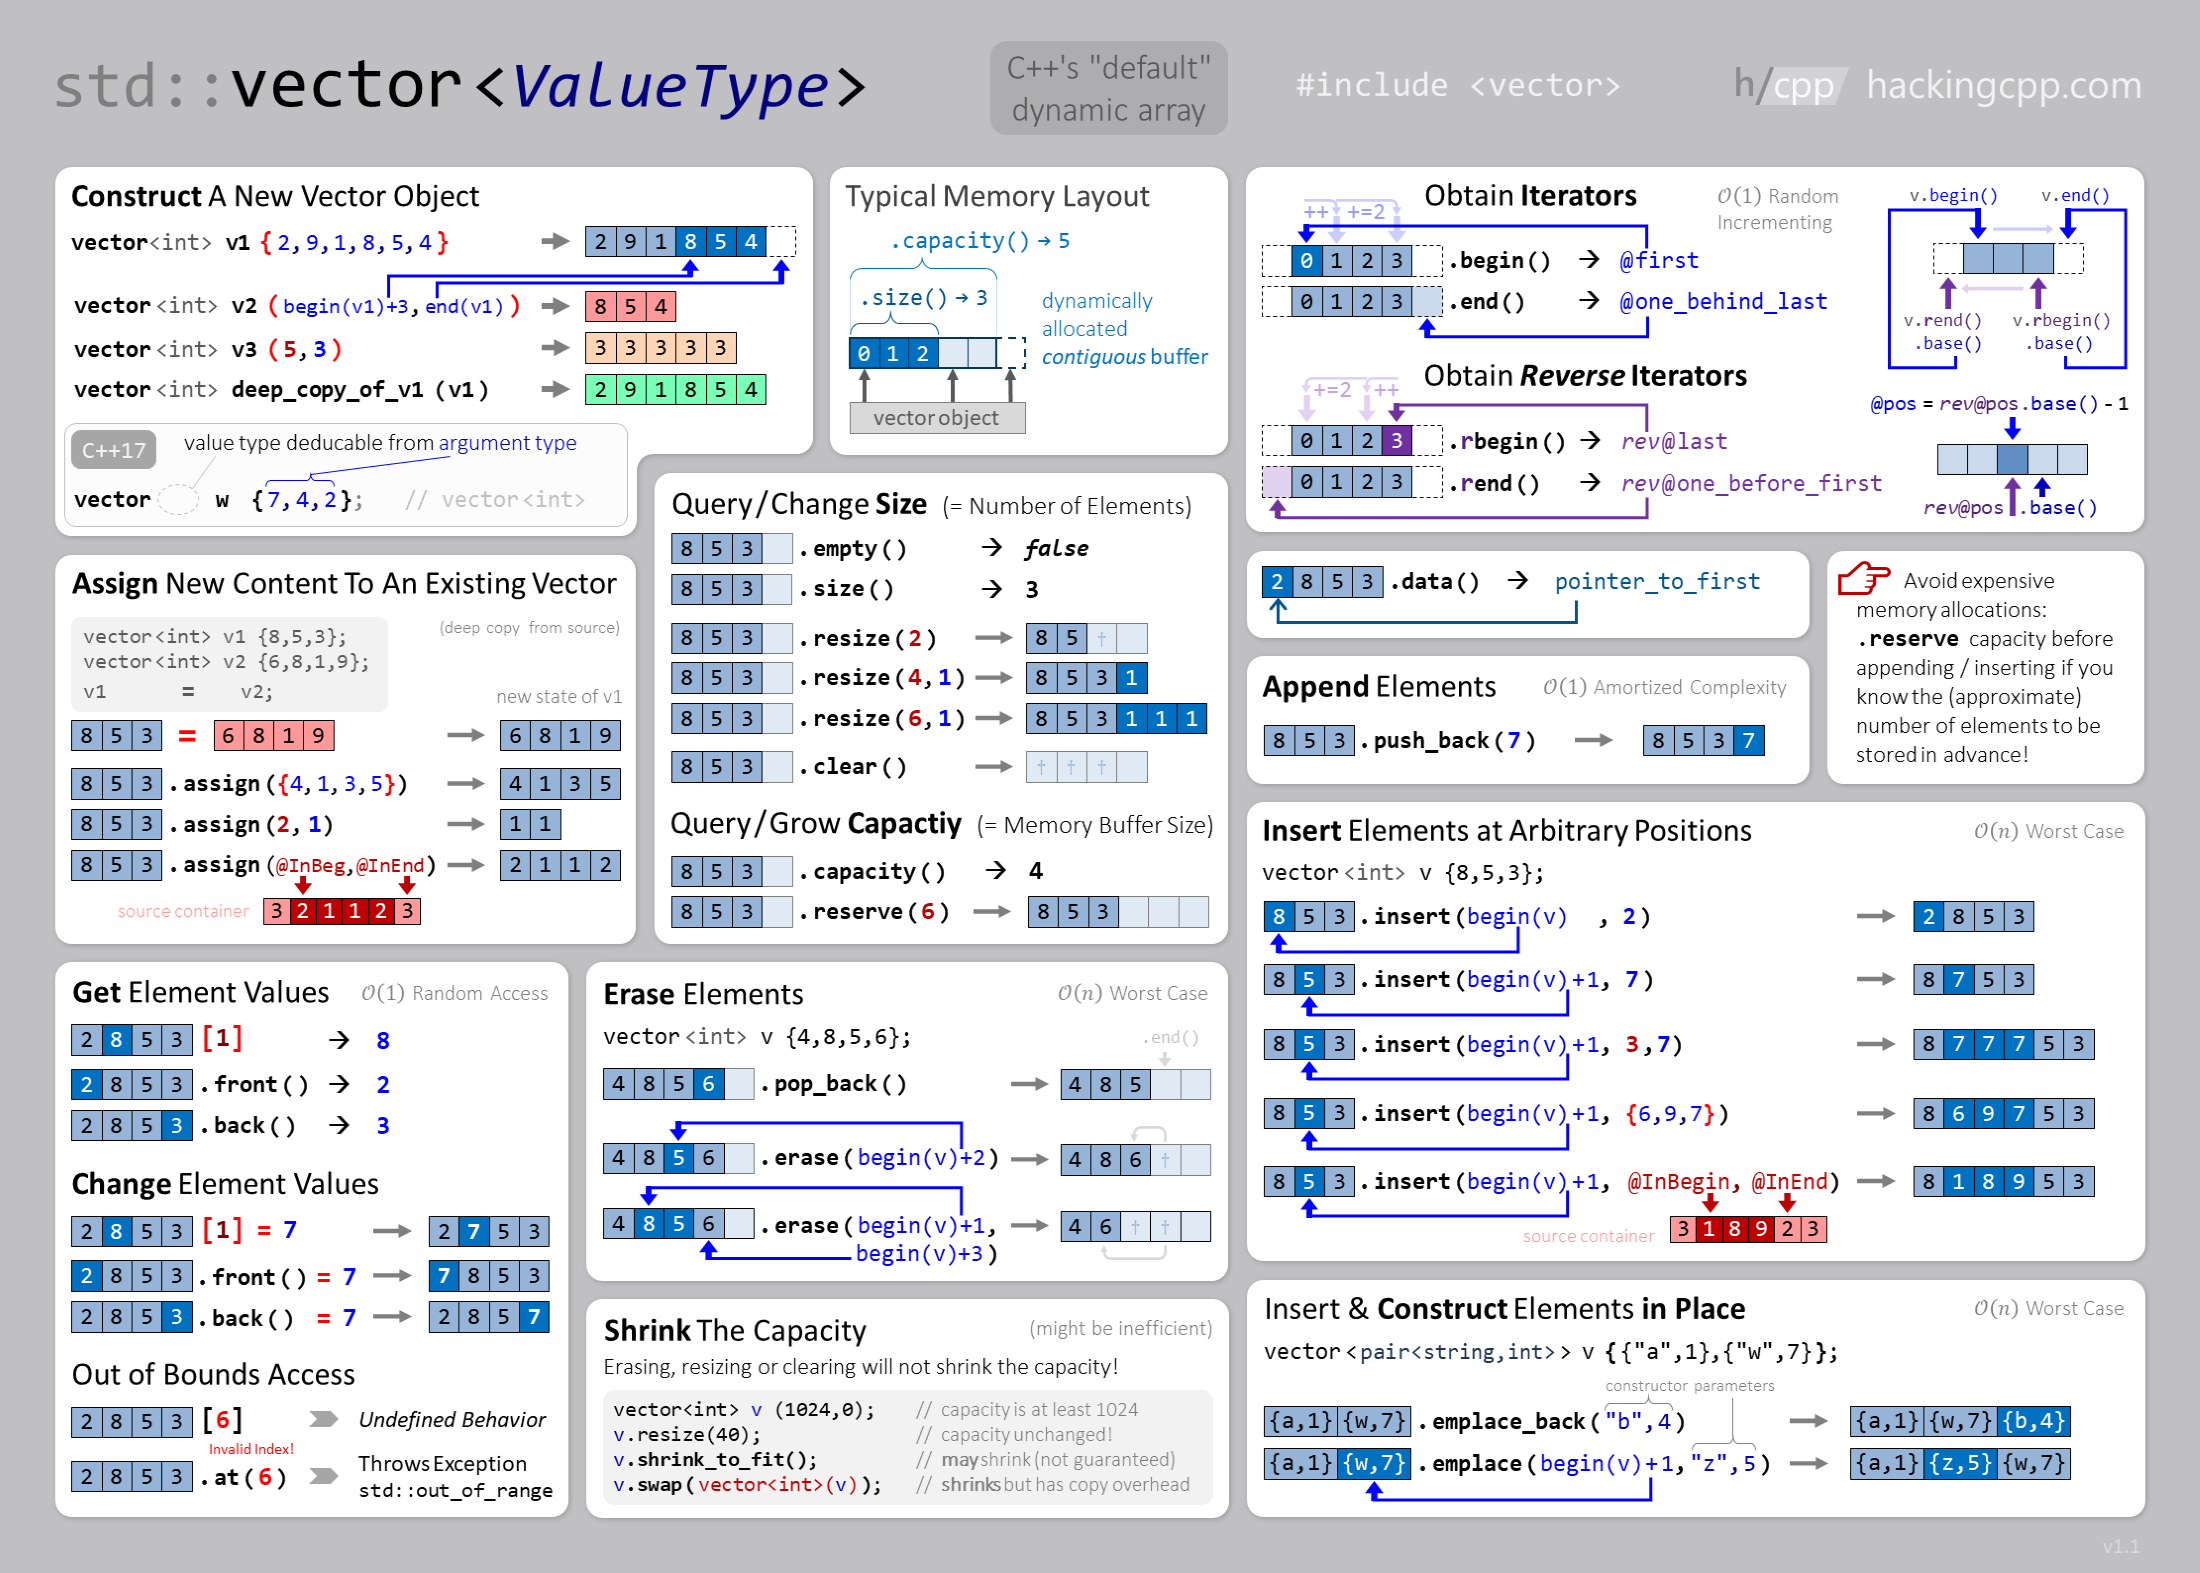 std::vector<ValueType>
C++'s "default"
dynamic array
#include <vector>
h/cpp hackingcpp.com
Construct A New Vector Object
vector<int> v1 {2,9,1,8,5,4} → 2 9 1 8 5 4
vector<int> v2 (begin(v1)+3, end(v1)) → 8 5 4
vector<int> v3 (5,3) → 3 3 3 3 3
vector<int> deep_copy_of_v1 (v1) → 2 9 1 8 5 4
C++17 value type deducable from argument type
vector w {7,4,2}; // vector<int>
Typical Memory Layout
.capacity() → 5
.size() → 3
0 1 2
dynamically
allocated
contiguous buffer
vector object
Obtain Iterators
O(1) Random
Incrementing
++ +=2
0 1 2 3 .begin() → @first
0 1 2 3 .end() → @one_behind_last
Obtain Reverse Iterators
+=2 ++
0 1 2 3 .rbegin() → rev@last
0 1 2 3 .rend() → rev@one_before_first
v.begin() v.end()
v.rend() v.rbegin()
.base() .base()
@pos = rev@pos.base() - 1
rev@pos .base()
Assign New Content To An Existing Vector
(deep copy from source)
vector<int> v1 {8,5,3};
vector<int> v2 {6,8,1,9};
v1 = v2;
new state of v1
8 5 3 = 6 8 1 9 → 6 8 1 9
8 5 3 .assign({4,1,3,5}) → 4 1 3 5
8 5 3 .assign(2,1) → 1 1
8 5 3 .assign(@InBeg,@InEnd) → 2 1 1 2
source container 3 2 1 1 2 3
Query/Change Size (= Number of Elements)
8 5 3 .empty() → false
8 5 3 .size() → 3
8 5 3 .resize(2) → 8 5 †
8 5 3 .resize(4,1) → 8 5 3 1
8 5 3 .resize(6,1) → 8 5 3 1 1 1
8 5 3 .clear() → † † †
Query/Grow Capactiy (= Memory Buffer Size)
8 5 3 .capacity() → 4
8 5 3 .reserve(6) → 8 5 3
2 8 5 3 .data() → pointer_to_first
Append Elements
O(1) Amortized Complexity
8 5 3 .push_back(7) → 8 5 3 7
Avoid expensive
memory allocations:
.reserve capacity before
appending / inserting if you
know the (approximate)
number of elements to be
stored in advance!
Insert Elements at Arbitrary Positions
O(n) Worst Case
vector<int> v {8,5,3};
8 5 3 .insert(begin(v) , 2) → 2 8 5 3
8 5 3 .insert(begin(v)+1, 7) → 8 7 5 3
8 5 3 .insert(begin(v)+1, 3,7) → 8 7 7 7 5 3
8 5 3 .insert(begin(v)+1, {6,9,7}) → 8 6 9 7 5 3
8 5 3 .insert(begin(v)+1, @InBegin, @InEnd) → 8 1 8 9 5 3
source container 3 1 8 9 2 3
Get Element Values
O(1) Random Access
2 8 5 3 [1] → 8
2 8 5 3 .front() → 2
2 8 5 3 .back() → 3
Change Element Values
2 8 5 3 [1] = 7 → 2 7 5 3
2 8 5 3 .front() = 7 → 7 8 5 3
2 8 5 3 .back() = 7 → 2 8 5 7
Out of Bounds Access
2 8 5 3 [6] Undefined Behavior
Invalid Index!
2 8 5 3 .at(6) Throws Exception
std::out_of_range
Erase Elements
O(n) Worst Case
vector<int> v {4,8,5,6};
.end()
4 8 5 6 .pop_back() → 4 8 5
4 8 5 6 .erase(begin(v)+2) → 4 8 6 †
4 8 5 6 .erase(begin(v)+1, → 4 6 † †
begin(v)+3)
Shrink The Capacity
(might be inefficient)
Erasing, resizing or clearing will not shrink the capacity!
vector<int> v (1024,0); // capacity is at least 1024
v.resize(40); // capacity unchanged!
v.shrink_to_fit(); // may shrink (not guaranteed)
v.swap(vector<int>(v)); // shrinks but has copy overhead
Insert & Construct Elements in Place
O(n) Worst Case
vector<pair<string,int>> v {{"a",1},{"w",7}};
constructor parameters
{a,1} {w,7} .emplace_back("b",4) → {a,1} {w,7} {b,4}
{a,1} {w,7} .emplace(begin(v)+1,"z",5) → {a,1} {z,5} {w,7}
v1.1